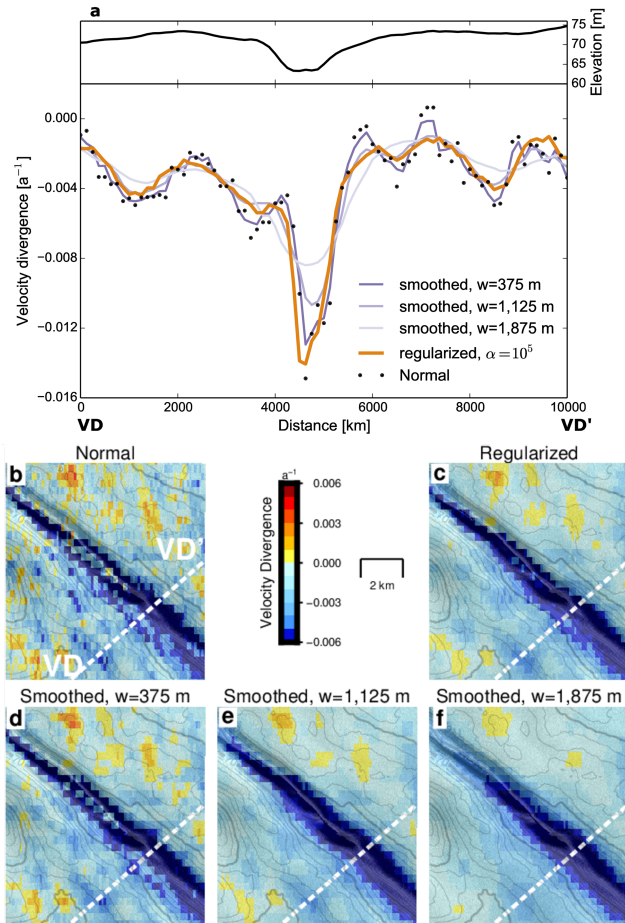 a
75
70
65
60
Elevation [m]
0.000
−0.004
−0.008
−0.012
−0.016
Velocity divergence [a⁻¹]
smoothed, w=375 m
smoothed, w=1,125 m
smoothed, w=1,875 m
regularized, α=10⁵
Normal
0 2000 4000 6000 8000 10000
VD Distance [km] VD'
Normal Regularized
b
VD'
VD
a⁻¹
0.006
0.003
0.000
−0.003
−0.006
Velocity Divergence
2 km
c
Smoothed, w=375 m Smoothed, w=1,125 m Smoothed, w=1,875 m
d e f